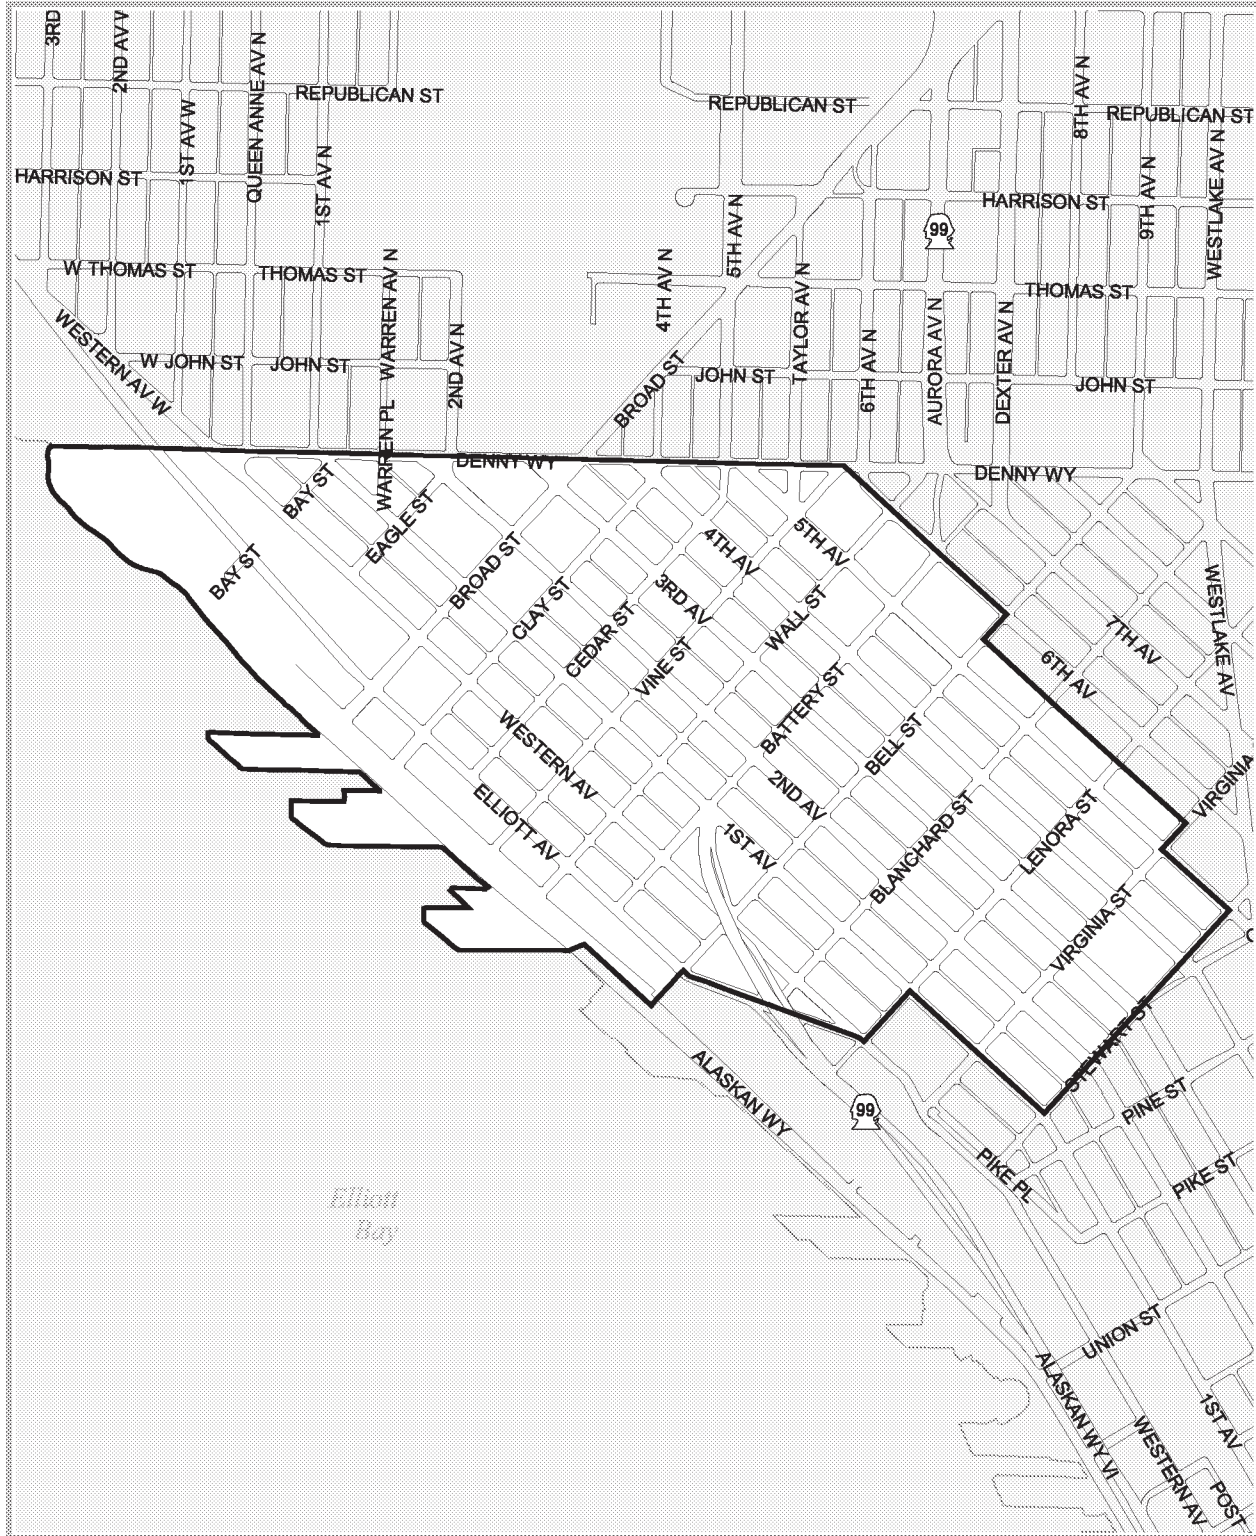 3RD
2ND AV W
QUEEN ANNE AV N
8TH AV N
REPUBLICAN ST
REPUBLICAN ST
REPUBLICAN ST
1ST AV W
1ST AV N
HARRISON ST
5TH AV N
HARRISON ST
9TH AV N
WESTLAKE AV N
99
W THOMAS ST
THOMAS ST
WARREN AV N
4TH AV N
TAYLOR AV N
THOMAS ST
WESTERN AV W
W JOHN ST
JOHN ST
2ND AV N
BROAD ST
JOHN ST
6TH AV N
AURORA AV N
DEXTER AV N
JOHN ST
WARREN PL
DENNY WY
DENNY WY
BAY ST
EAGLE ST
BAY ST
BROAD ST
CLAY ST
CEDAR ST
3RD AV
4TH AV
5TH AV
WALL ST
VINE ST
WESTLAKE AV
7TH AV
6TH AV
BATTERY ST
BELL ST
WESTERN AV
ELLIOTT AV
2ND AV
1ST AV
BLANCHARD ST
LENORA ST
VIRGINIA
VIRGINIA ST
STEWART ST
ALASKAN WY
99
PINE ST
PIKE PL
PIKE ST
Elliott
Bay
UNION ST
ALASKAN WY VI
WESTERN AV
1ST AV
POST